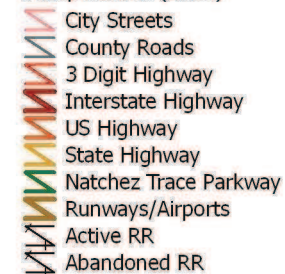 City Streets
County Roads
3 Digit Highway
Interstate Highway
US Highway
State Highway
Natchez Trace Parkway
Runways/Airports
Active RR
Abandoned RR